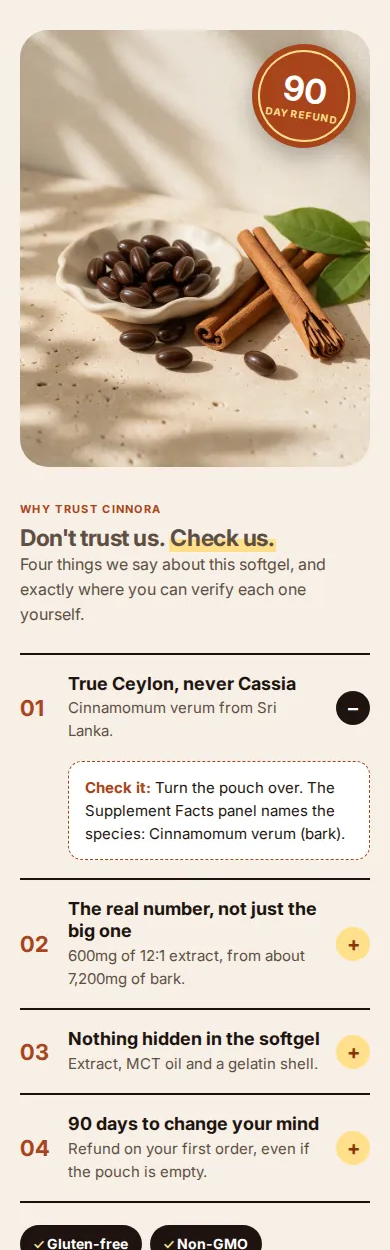 90
DAY REFUND
WHY TRUST CINNORA
Don't trust us. Check us.
Four things we say about this softgel, and
exactly where you can verify each one
yourself.
01
True Ceylon, never Cassia
Cinnamomum verum from Sri
Lanka.
−
Check it: Turn the pouch over. The
Supplement Facts panel names the
species: Cinnamomum verum (bark).
02
The real number, not just the
big one
600mg of 12:1 extract, from about
7,200mg of bark.
+
03
Nothing hidden in the softgel
Extract, MCT oil and a gelatin shell.
+
04
90 days to change your mind
Refund on your first order, even if
the pouch is empty.
+
✓ Gluten-free
✓ Non-GMO